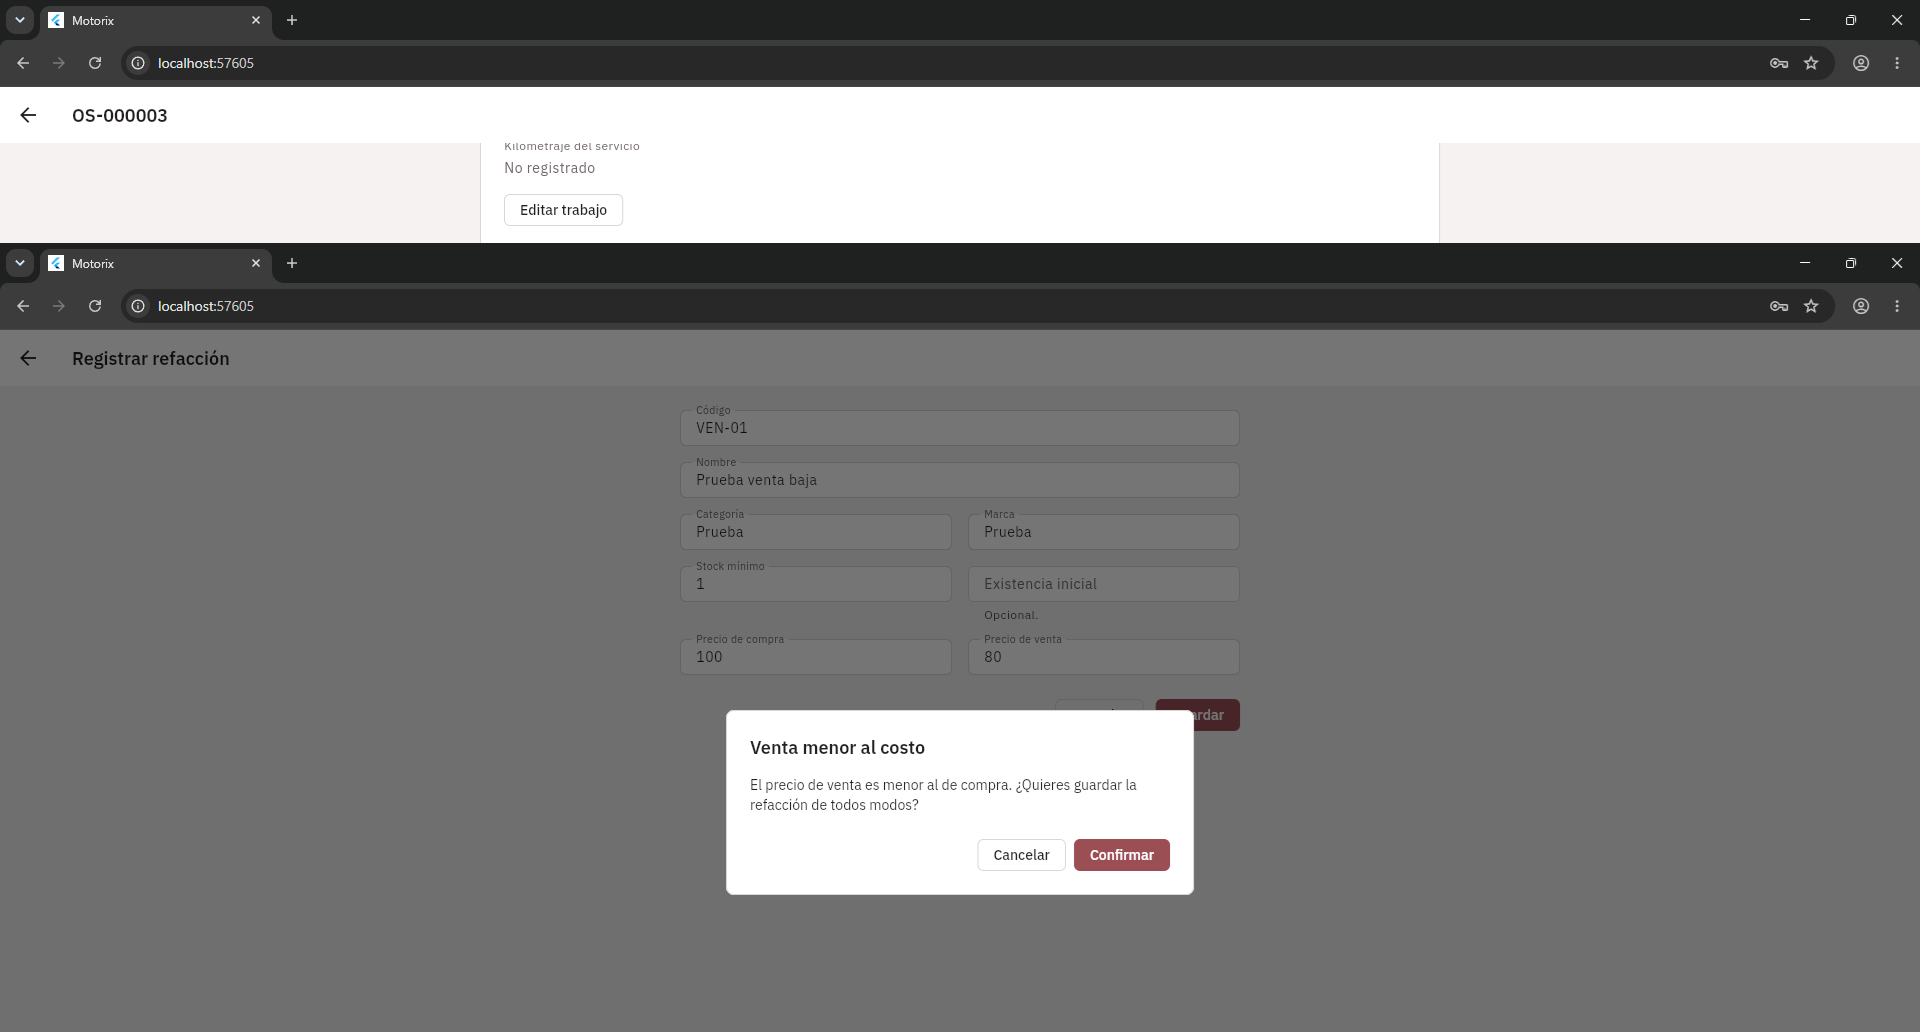 Motorix
localhost:57605
OS-000003
Kilometraje del servicio
No registrado
Editar trabajo
Motorix
localhost:57605
Registrar refacción
Código
VEN-01
Nombre
Prueba venta baja
Categoría
Prueba
Marca
Prueba
Stock mínimo
1
Existencia inicial
Opcional.
Precio de compra
100
Precio de venta
80
Venta menor al costo
El precio de venta es menor al de compra. ¿Quieres guardar la
refacción de todos modos?
Cancelar
Confirmar